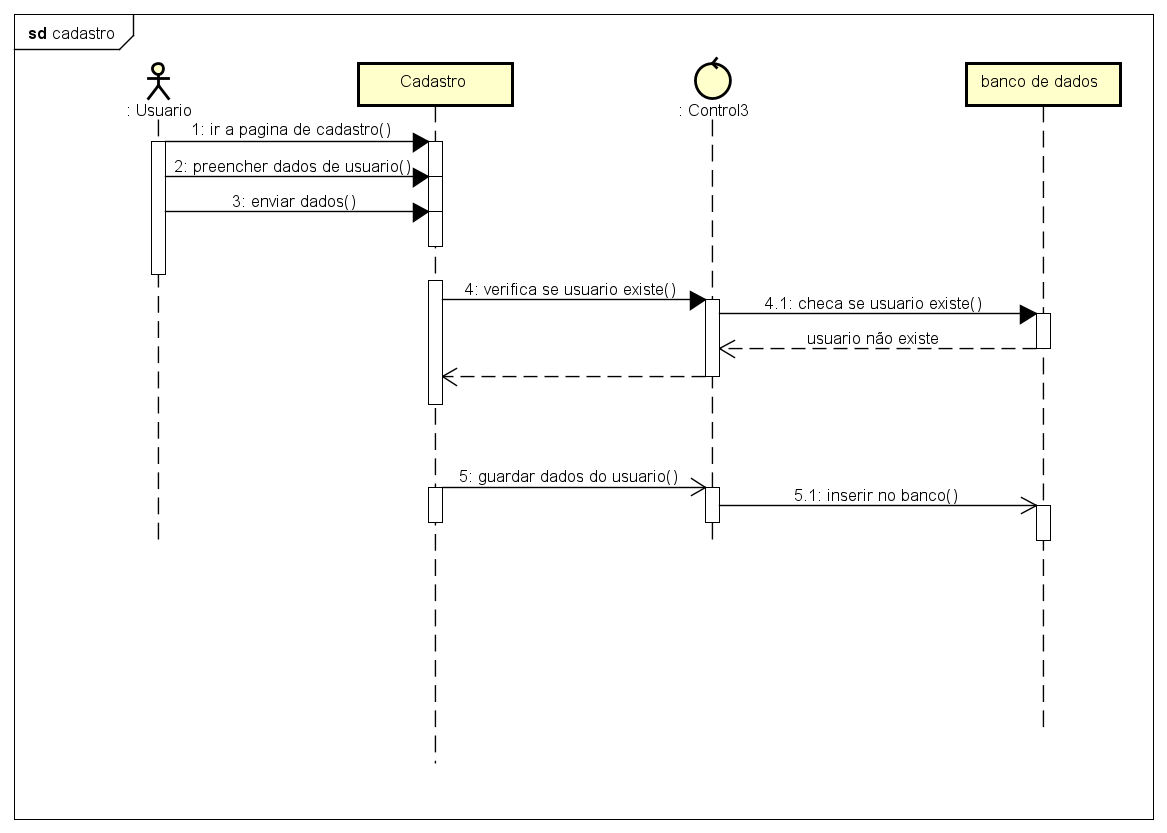 sd cadastro
: Usuario
Cadastro
: Control3
banco de dados
1: ir a pagina de cadastro()
2: preencher dados de usuario()
3: enviar dados()
4: verifica se usuario existe()
4.1: checa se usuario existe()
usuario não existe
5: guardar dados do usuario()
5.1: inserir no banco()